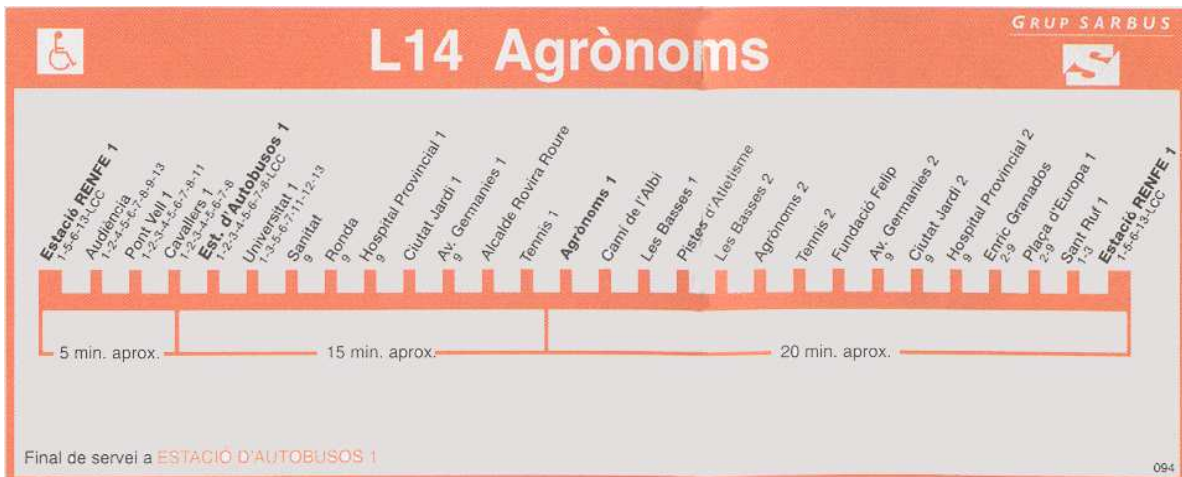 GRUP SARBUS
L14 Agrònoms
Estació RENFE 1
1-5-6-13-LCC
Audiència
1-2-4-5-6-7-8-9-13
Pont Vell 1
1-2-3-4-5-6-7-8-11
Cavallers 1
1-2-3-4-5-6-7-8
Est. d'Autobusos 1
1-2-3-4-5-6-7-8-LCC
Universitat 1
1-3-5-6-7-11-12-13
Sanitat
9
Ronda
9
Hospital Provincial 1
9
Ciutat Jardí 1
9
Av. Germanies 1
9
Alcalde Rovira Roure
Tennis 1
Agrònoms 1
Camí de l'Albi
Les Basses 1
Pistes d'Atletisme
Les Basses 2
Agrònoms 2
Tennis 2
Fundació Fellip
Av. Germanies 2
9
Ciutat Jardí 2
9
Hospital Provincial 2
9
Enric Granados
2-9
Plaça d'Europa 1
2-9
Sant Ruf 1
1-3
Estació RENFE 1
1-5-6-13-LCC
5 min. aprox.
15 min. aprox.
20 min. aprox.
Final de servei a ESTACIÓ D'AUTOBUSOS 1
094